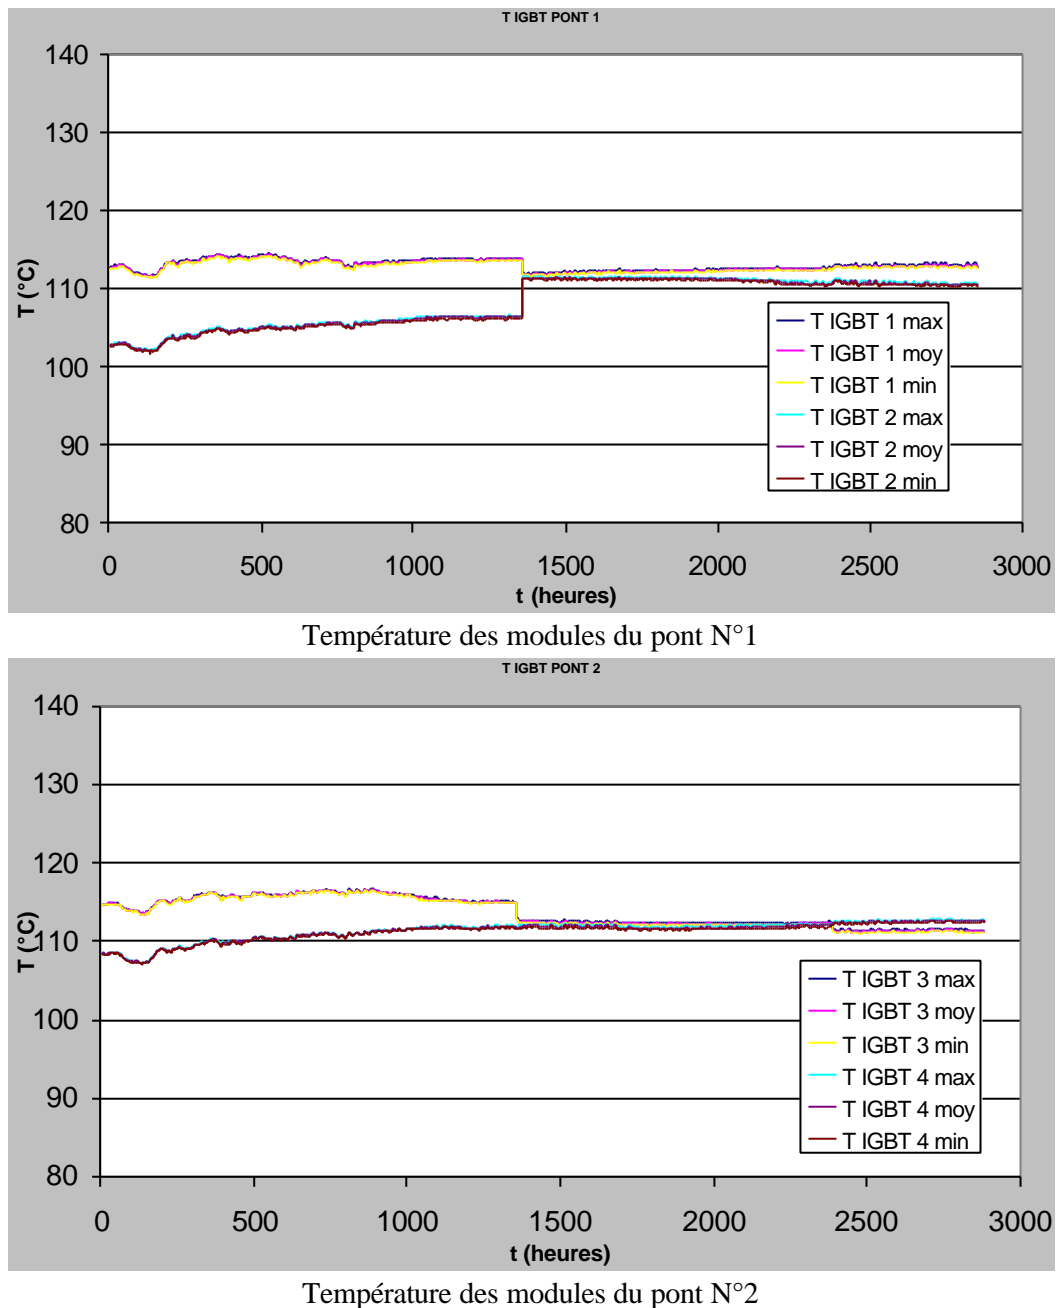 T IGBT PONT 1
140
130
120
110
100
90
80
T (°C)
T IGBT 1 max
T IGBT 1 moy
T IGBT 1 min
T IGBT 2 max
T IGBT 2 moy
T IGBT 2 min
0 500 1000 1500 2000 2500 3000
t (heures)
Température des modules du pont N°1
T IGBT PONT 2
140
130
120
110
100
90
80
T (°C)
T IGBT 3 max
T IGBT 3 moy
T IGBT 3 min
T IGBT 4 max
T IGBT 4 moy
T IGBT 4 min
0 500 1000 1500 2000 2500 3000
t (heures)
Température des modules du pont N°2